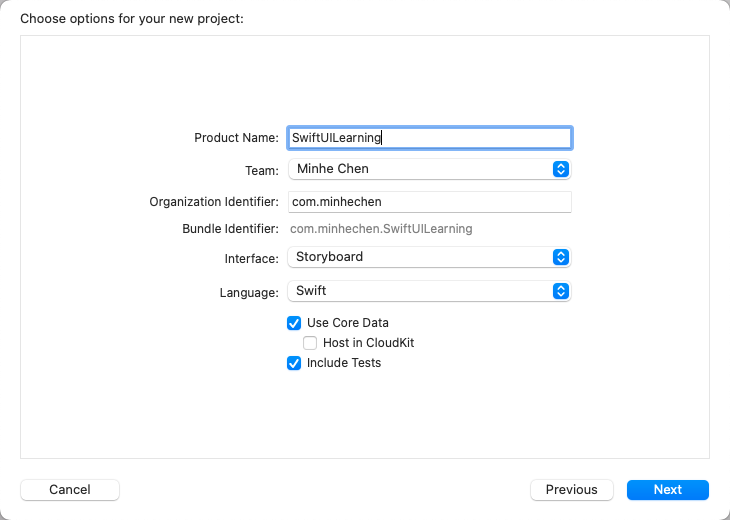 Choose options for your new project:
Product Name: SwiftUILearning
Team: Minhe Chen
Organization Identifier: com.minhechen
Bundle Identifier: com.minhechen.SwiftUILearning
Interface: Storyboard
Language: Swift
Use Core Data
Host in CloudKit
Include Tests
Cancel Previous Next